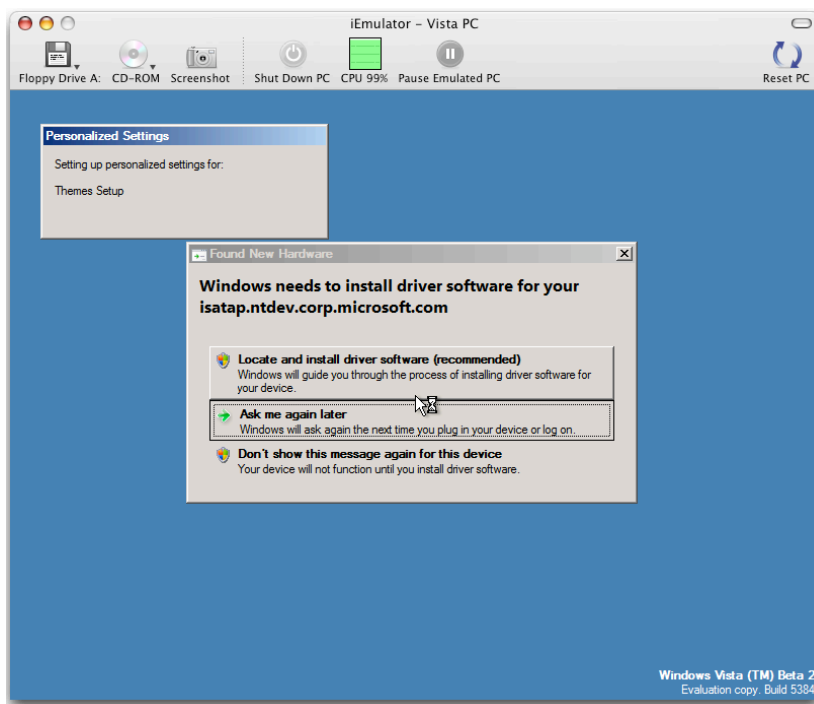 iEmulator – Vista PC
Floppy Drive A: CD-ROM Screenshot Shut Down PC CPU 99% Pause Emulated PC Reset PC
Personalized Settings
Setting up personalized settings for:
Themes Setup
Found New Hardware
Windows needs to install driver software for your
isatap.ntdev.corp.microsoft.com
Locate and install driver software (recommended)
Windows will guide you through the process of installing driver software for
your device.
Ask me again later
Windows will ask again the next time you plug in your device or log on.
Don't show this message again for this device
Your device will not function until you install driver software.
Windows Vista (TM) Beta 2
Evaluation copy. Build 5384